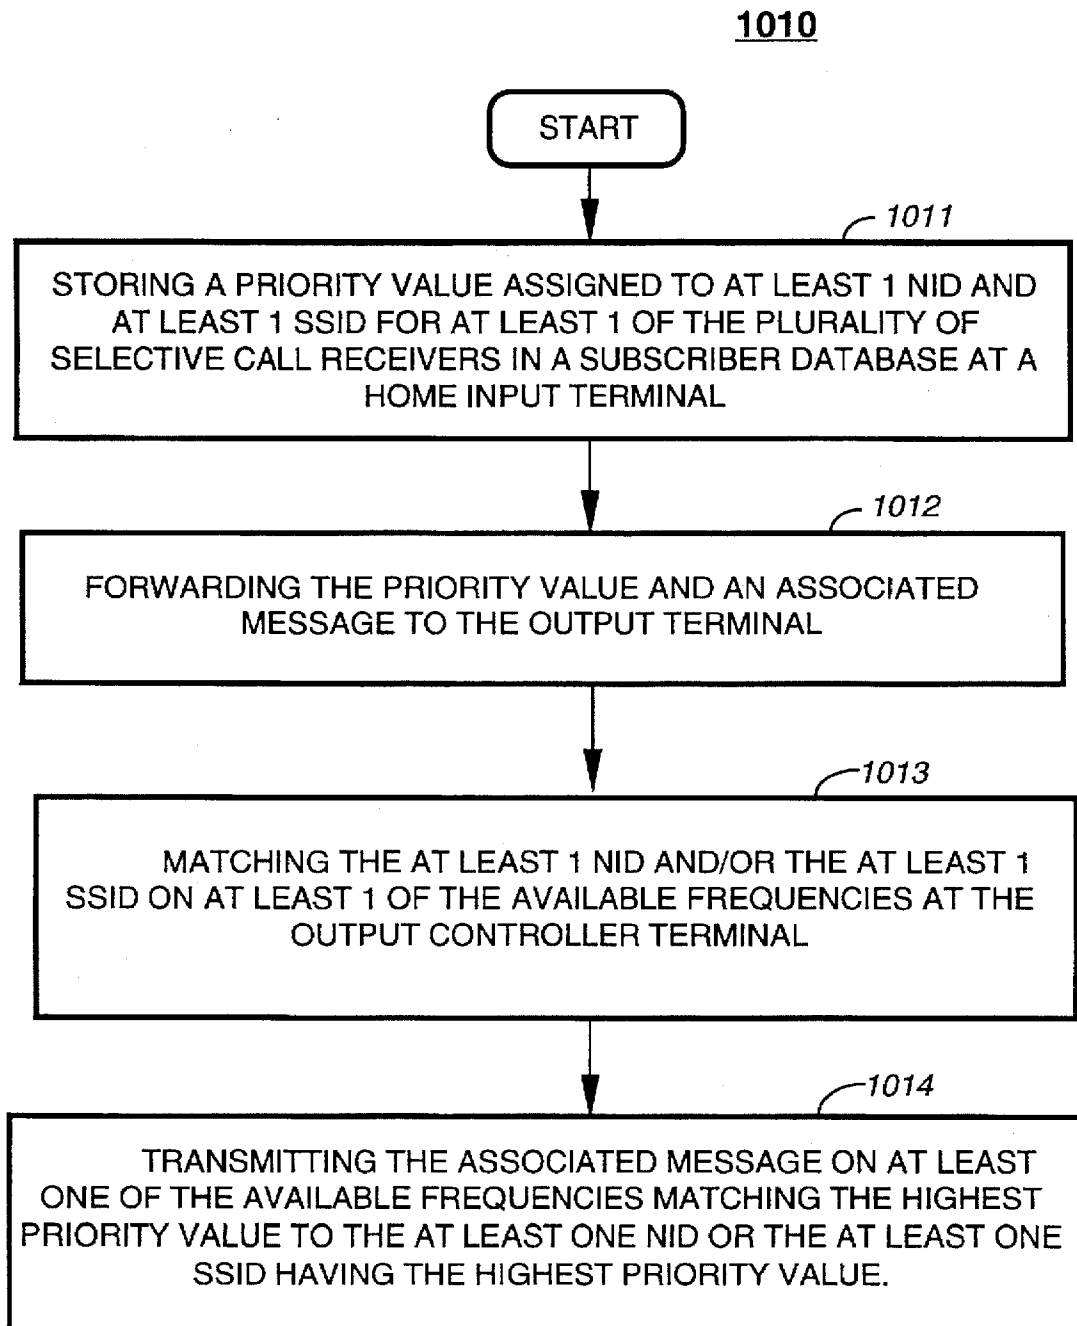 1010
START
1011
STORING A PRIORITY VALUE ASSIGNED TO AT LEAST 1 NID AND
AT LEAST 1 SSID FOR AT LEAST 1 OF THE PLURALITY OF
SELECTIVE CALL RECEIVERS IN A SUBSCRIBER DATABASE AT A
HOME INPUT TERMINAL
1012
FORWARDING THE PRIORITY VALUE AND AN ASSOCIATED
MESSAGE TO THE OUTPUT TERMINAL
1013
MATCHING THE AT LEAST 1 NID AND/OR THE AT LEAST 1
SSID ON AT LEAST 1 OF THE AVAILABLE FREQUENCIES AT THE
OUTPUT CONTROLLER TERMINAL
1014
TRANSMITTING THE ASSOCIATED MESSAGE ON AT LEAST
ONE OF THE AVAILABLE FREQUENCIES MATCHING THE HIGHEST
PRIORITY VALUE TO THE AT LEAST ONE NID OR THE AT LEAST ONE
SSID HAVING THE HIGHEST PRIORITY VALUE.